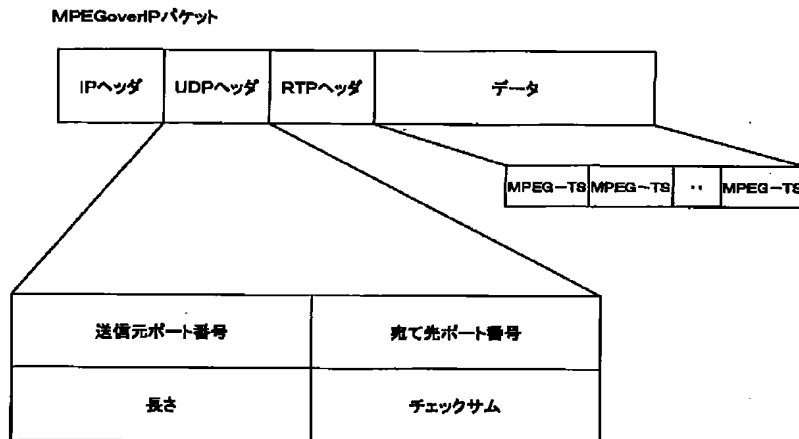 MPEGoverIPパケット
IPヘッダ UDPヘッダ RTPヘッダ データ
MPEG-TS MPEG-TS ・・ MPEG-TS
送信元ポート番号 宛て先ポート番号
長さ チェックサム